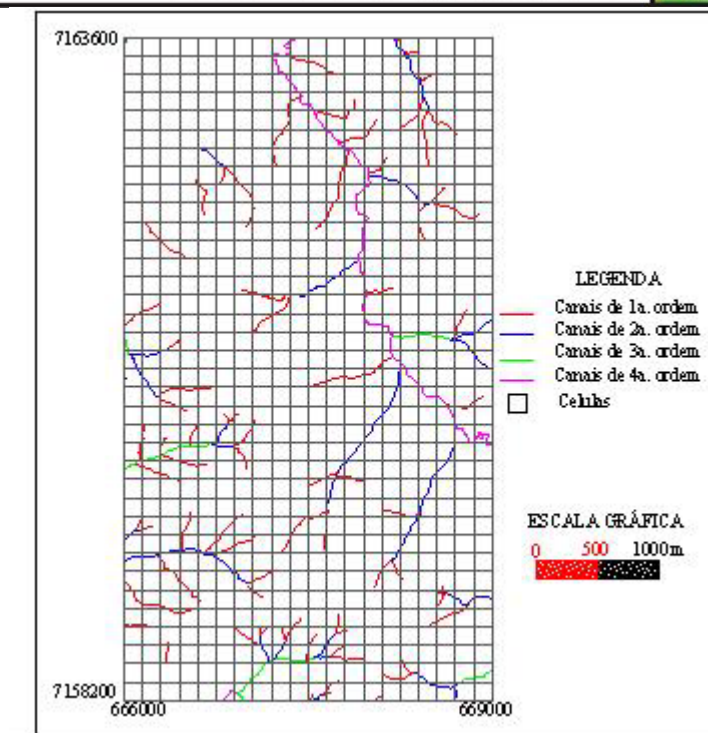 7163600
LEGENDA
Canais de 1a. ordem
Canais de 2a. ordem
Canais de 3a. ordem
Canais de 4a. ordem
Celulas
ESCALA GRÁFICA
0 500 1000m
7158200
666000 669000